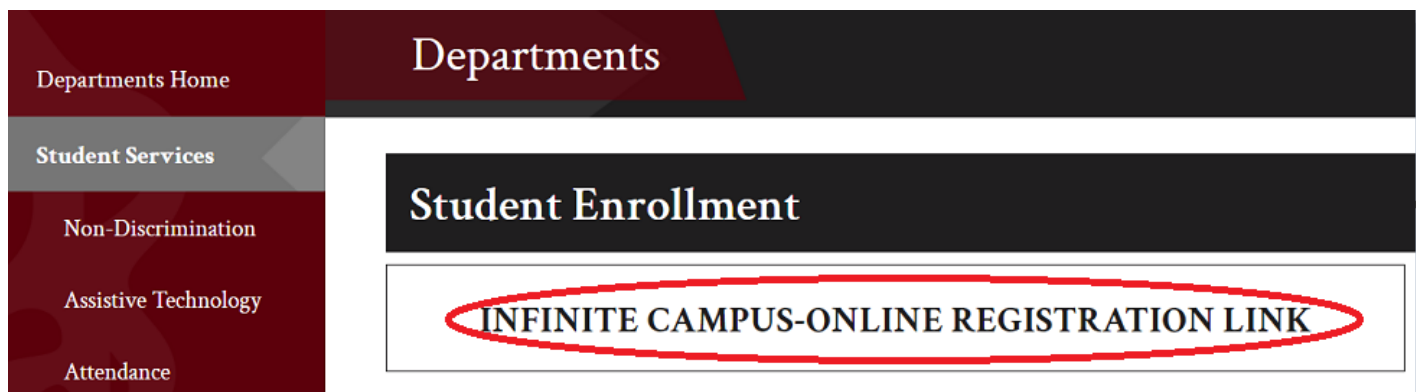 Departments Home
Student Services
Non-Discrimination
Assistive Technology
Attendance
Departments
Student Enrollment
INFINITE CAMPUS-ONLINE REGISTRATION LINK